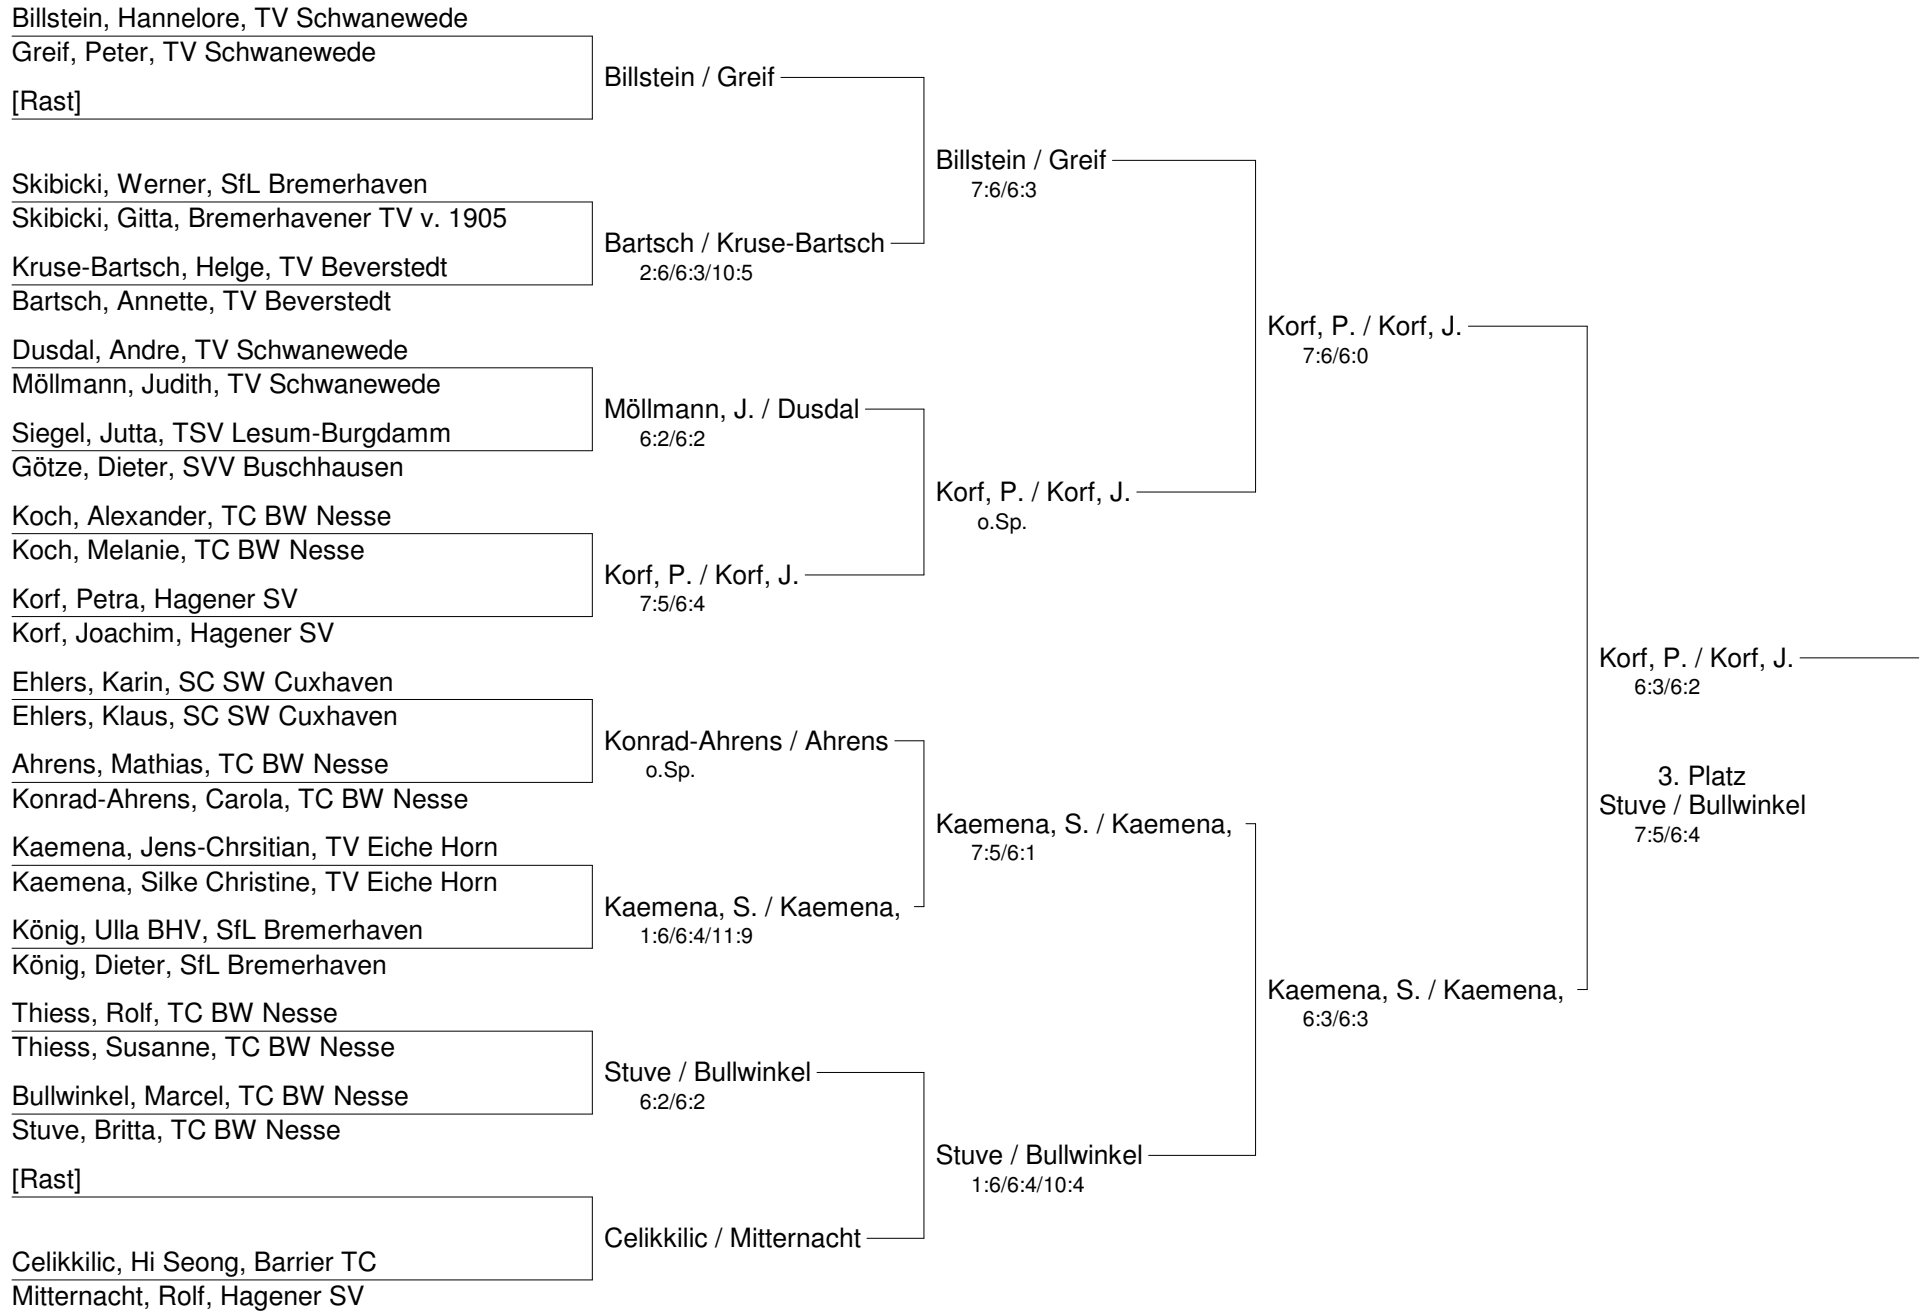 Billstein, Hannelore, TV Schwanewede
Greif, Peter, TV Schwanewede
[Rast]
Skibicki, Werner, SfL Bremerhaven
Skibicki, Gitta, Bremerhavener TV v. 1905
Kruse-Bartsch, Helge, TV Beverstedt
Bartsch, Annette, TV Beverstedt
Dusdal, Andre, TV Schwanewede
Möllmann, Judith, TV Schwanewede
Siegel, Jutta, TSV Lesum-Burgdamm
Götze, Dieter, SVV Buschhausen
Koch, Alexander, TC BW Nesse
Koch, Melanie, TC BW Nesse
Korf, Petra, Hagener SV
Korf, Joachim, Hagener SV
Ehlers, Karin, SC SW Cuxhaven
Ehlers, Klaus, SC SW Cuxhaven
Ahrens, Mathias, TC BW Nesse
Konrad-Ahrens, Carola, TC BW Nesse
Kaemena, Jens-Chrsitian, TV Eiche Horn
Kaemena, Silke Christine, TV Eiche Horn
König, Ulla BHV, SfL Bremerhaven
König, Dieter, SfL Bremerhaven
Thiess, Rolf, TC BW Nesse
Thiess, Susanne, TC BW Nesse
Bullwinkel, Marcel, TC BW Nesse
Stuve, Britta, TC BW Nesse
[Rast]
Celikkilic, Hi Seong, Barrier TC
Mitternacht, Rolf, Hagener SV
Billstein / Greif
Bartsch / Kruse-Bartsch
2:6/6:3/10:5
Möllmann, J. / Dusdal
6:2/6:2
Korf, P. / Korf, J.
7:5/6:4
Konrad-Ahrens / Ahrens
o.Sp.
Kaemena, S. / Kaemena,
1:6/6:4/11:9
Stuve / Bullwinkel
6:2/6:2
Celikkilic / Mitternacht
Billstein / Greif
7:6/6:3
Korf, P. / Korf, J.
o.Sp.
Kaemena, S. / Kaemena,
7:5/6:1
Stuve / Bullwinkel
1:6/6:4/10:4
Korf, P. / Korf, J.
7:6/6:0
Kaemena, S. / Kaemena,
6:3/6:3
Korf, P. / Korf, J.
6:3/6:2
3. Platz
Stuve / Bullwinkel
7:5/6:4